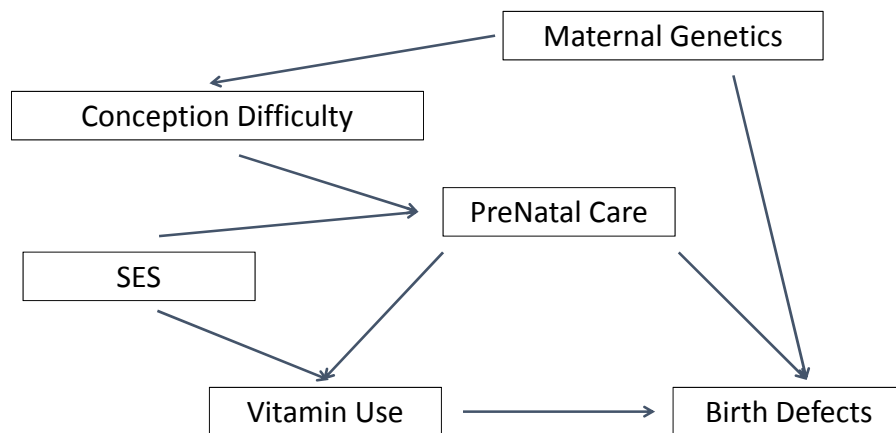 Maternal Genetics
Conception Difficulty
PreNatal Care
SES
Vitamin Use
Birth Defects